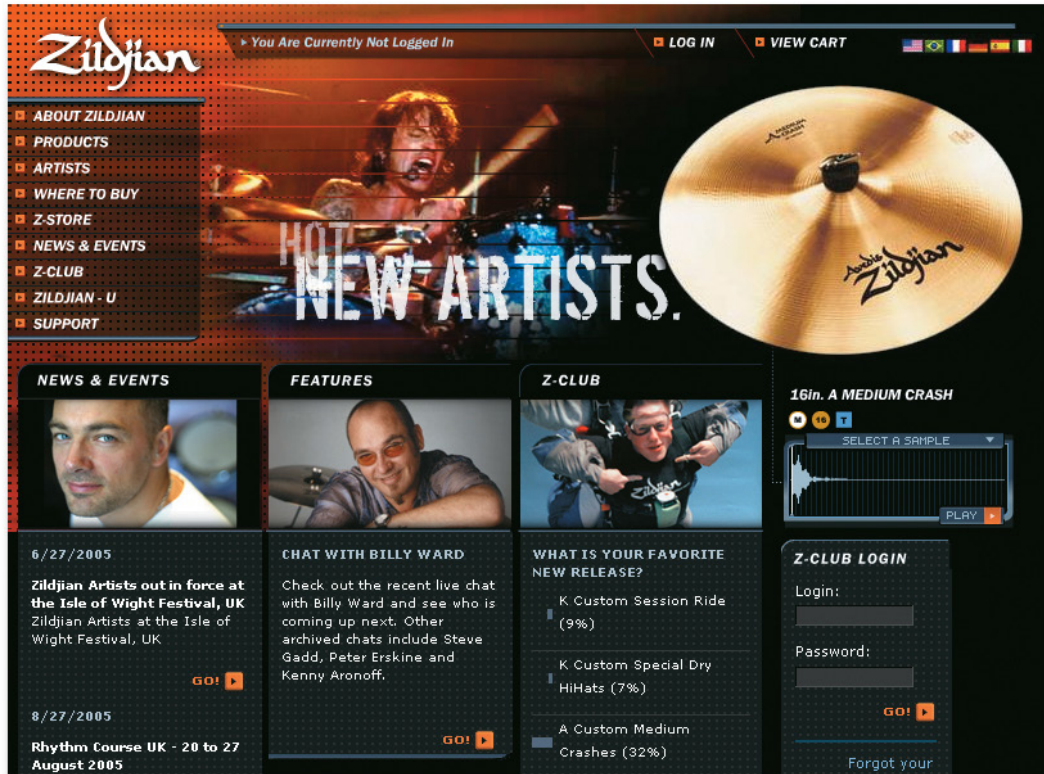 Zildjian
You Are Currently Not Logged In
LOG IN
VIEW CART
ABOUT ZILDJIAN
PRODUCTS
ARTISTS
WHERE TO BUY
Z-STORE
NEWS & EVENTS
Z-CLUB
ZILDJIAN - U
SUPPORT
HOT
NEW ARTISTS.
A MEDIUM
CRASH
Avedis
Zildjian
NEWS & EVENTS
6/27/2005
Zildjian Artists out in force at
the Isle of Wight Festival, UK
Zildjian Artists at the Isle of
Wight Festival, UK
GO!
8/27/2005
Rhythm Course UK - 20 to 27
August 2005
FEATURES
CHAT WITH BILLY WARD
Check out the recent live chat
with Billy Ward and see who is
coming up next. Other
archived chats include Steve
Gadd, Peter Erskine and
Kenny Aronoff.
GO!
Z-CLUB
Zildjian
WHAT IS YOUR FAVORITE
NEW RELEASE?
K Custom Session Ride
(9%)
K Custom Special Dry
HiHats (7%)
A Custom Medium
Crashes (32%)
16in. A MEDIUM CRASH
M 16 T
SELECT A SAMPLE
PLAY
Z-CLUB LOGIN
Login:
Password:
GO!
Forgot your